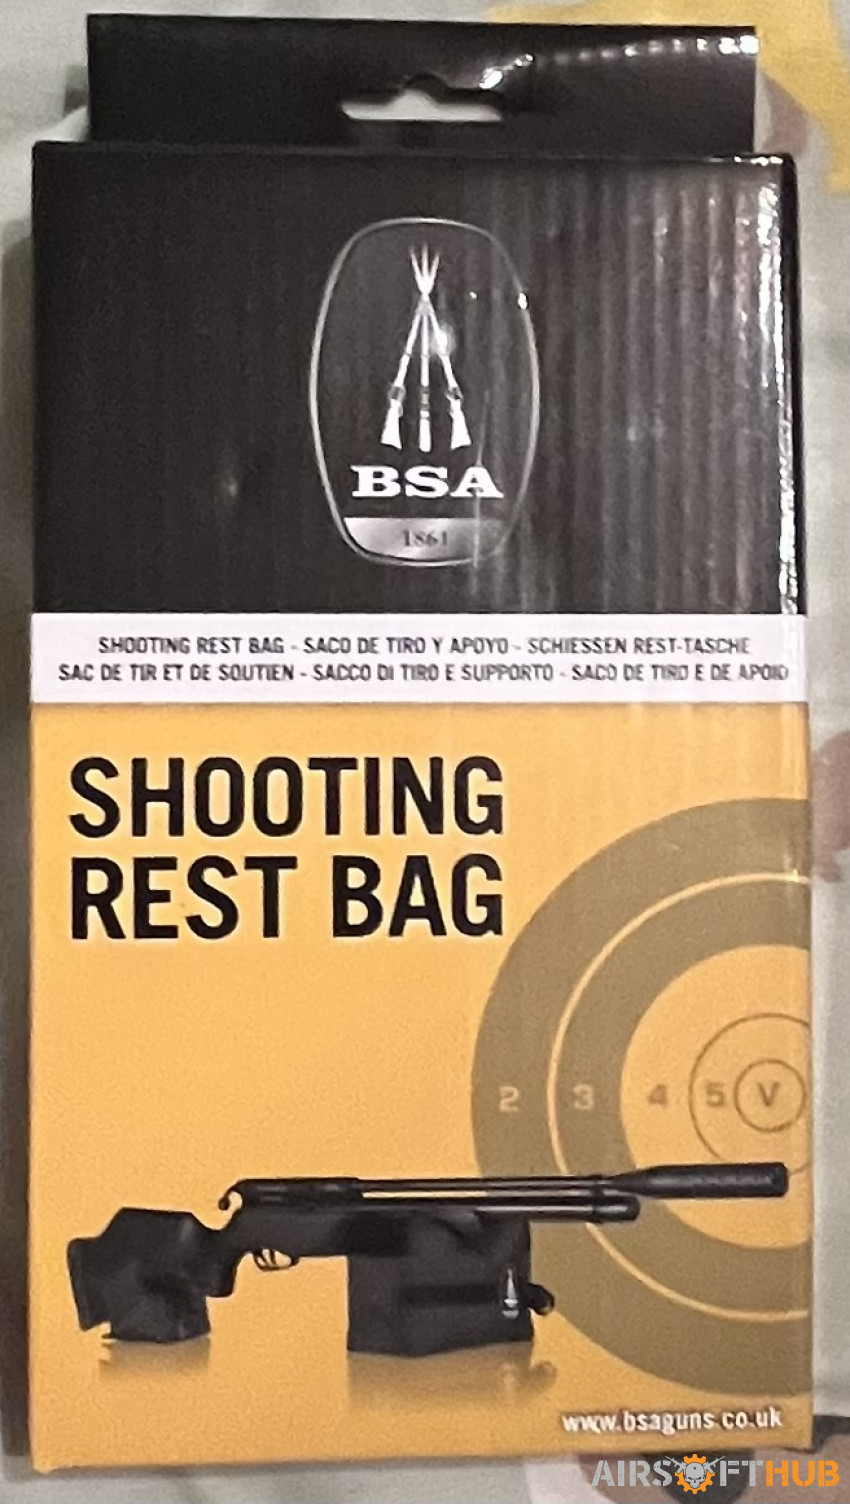 BSA
1861
SHOOTING REST BAG - SACO DE TIRO Y APOYO - SCHIESSEN REST-TASCHE
SAC DE TIR ET DE SOUTIEN - SACCO DI TIRO E SUPPORTO - SACO DE TIRO E DE APOIO
SHOOTING
REST BAG
2 3 4 5 V
www.bsaguns.co.uk
AIRSOFTHUB